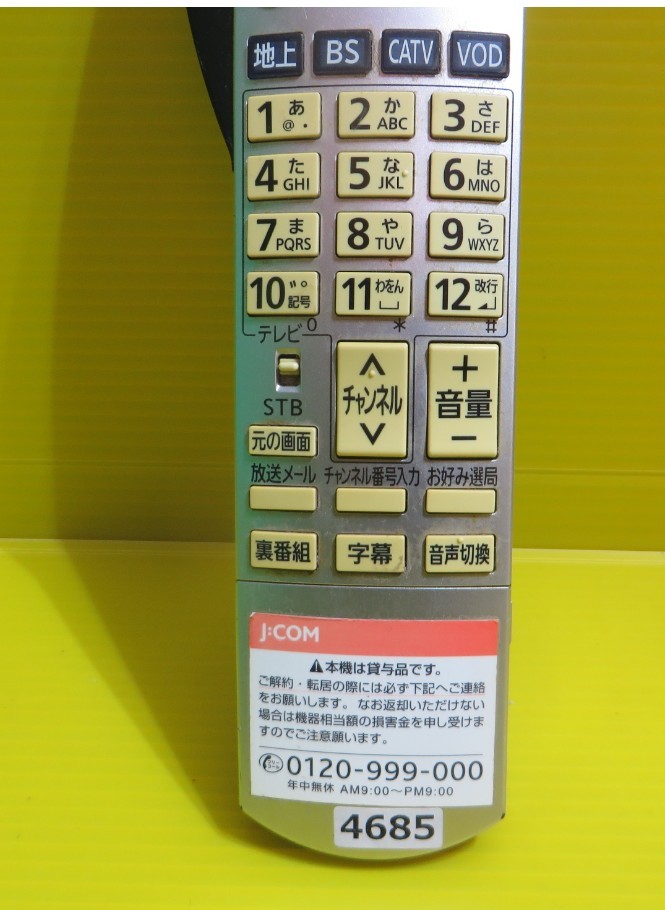 地上 BS CATV VOD
1 あ @. 2 か ABC 3 さ DEF
4 た GHI 5 な JKL 6 は MNO
7 ま PQRS 8 や TUV 9 ら WXYZ
10 ゛゜ 記号 11 わをん 12 改行
テレビ 0 * #
STB チャンネル + 音量 -
元の画面
放送メール チャンネル番号入力 お好み選局
裏番組 字幕 音声切換
J:COM
⚠本機は貸与品です。
ご解約・転居の際には必ず下記へご連絡
をお願いします。なお返却いただけない
場合は機器相当額の損害金を申し受けま
すのでご注意願います。
0120-999-000
年中無休 AM9:00～PM9:00
4685